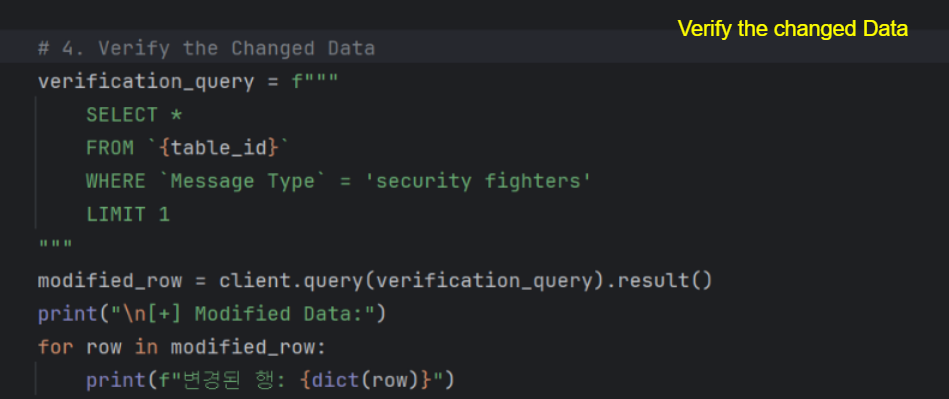 Verify the changed Data
# 4. Verify the Changed Data
verification_query = f"""
    SELECT *
    FROM `{table_id}`
    WHERE `Message Type` = 'security fighters'
    LIMIT 1
"""
modified_row = client.query(verification_query).result()
print("\n[+] Modified Data:")
for row in modified_row:
    print(f"변경된 행: {dict(row)}")